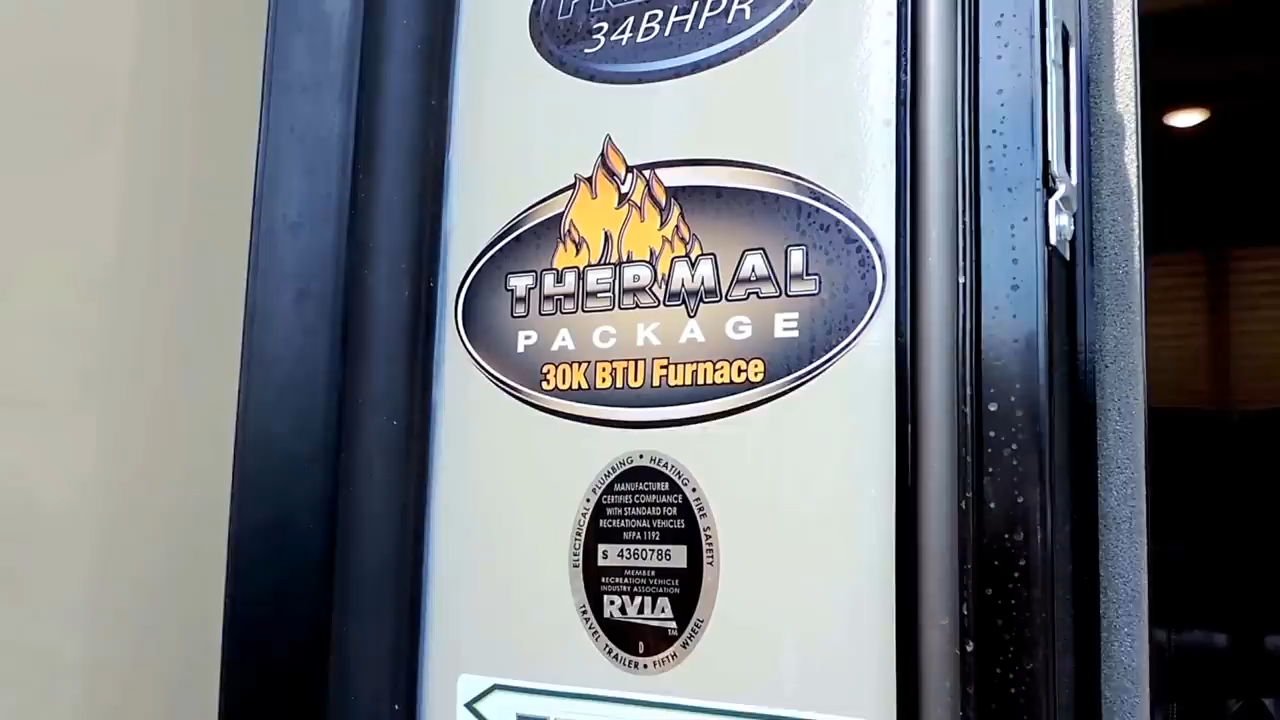 34BHPR
THERMAL
PACKAGE
30K BTU Furnace
ELECTRICAL • PLUMBING • HEATING • FIRE SAFETY
MANUFACTURER
CERTIFIES COMPLIANCE
WITH STANDARD FOR
RECREATIONAL VEHICLES
NFPA 1192
S 4360786
MEMBER
RECREATION VEHICLE
INDUSTRY ASSOCIATION
RVIA
TM
D
TRAVEL TRAILER • FIFTH WHEEL